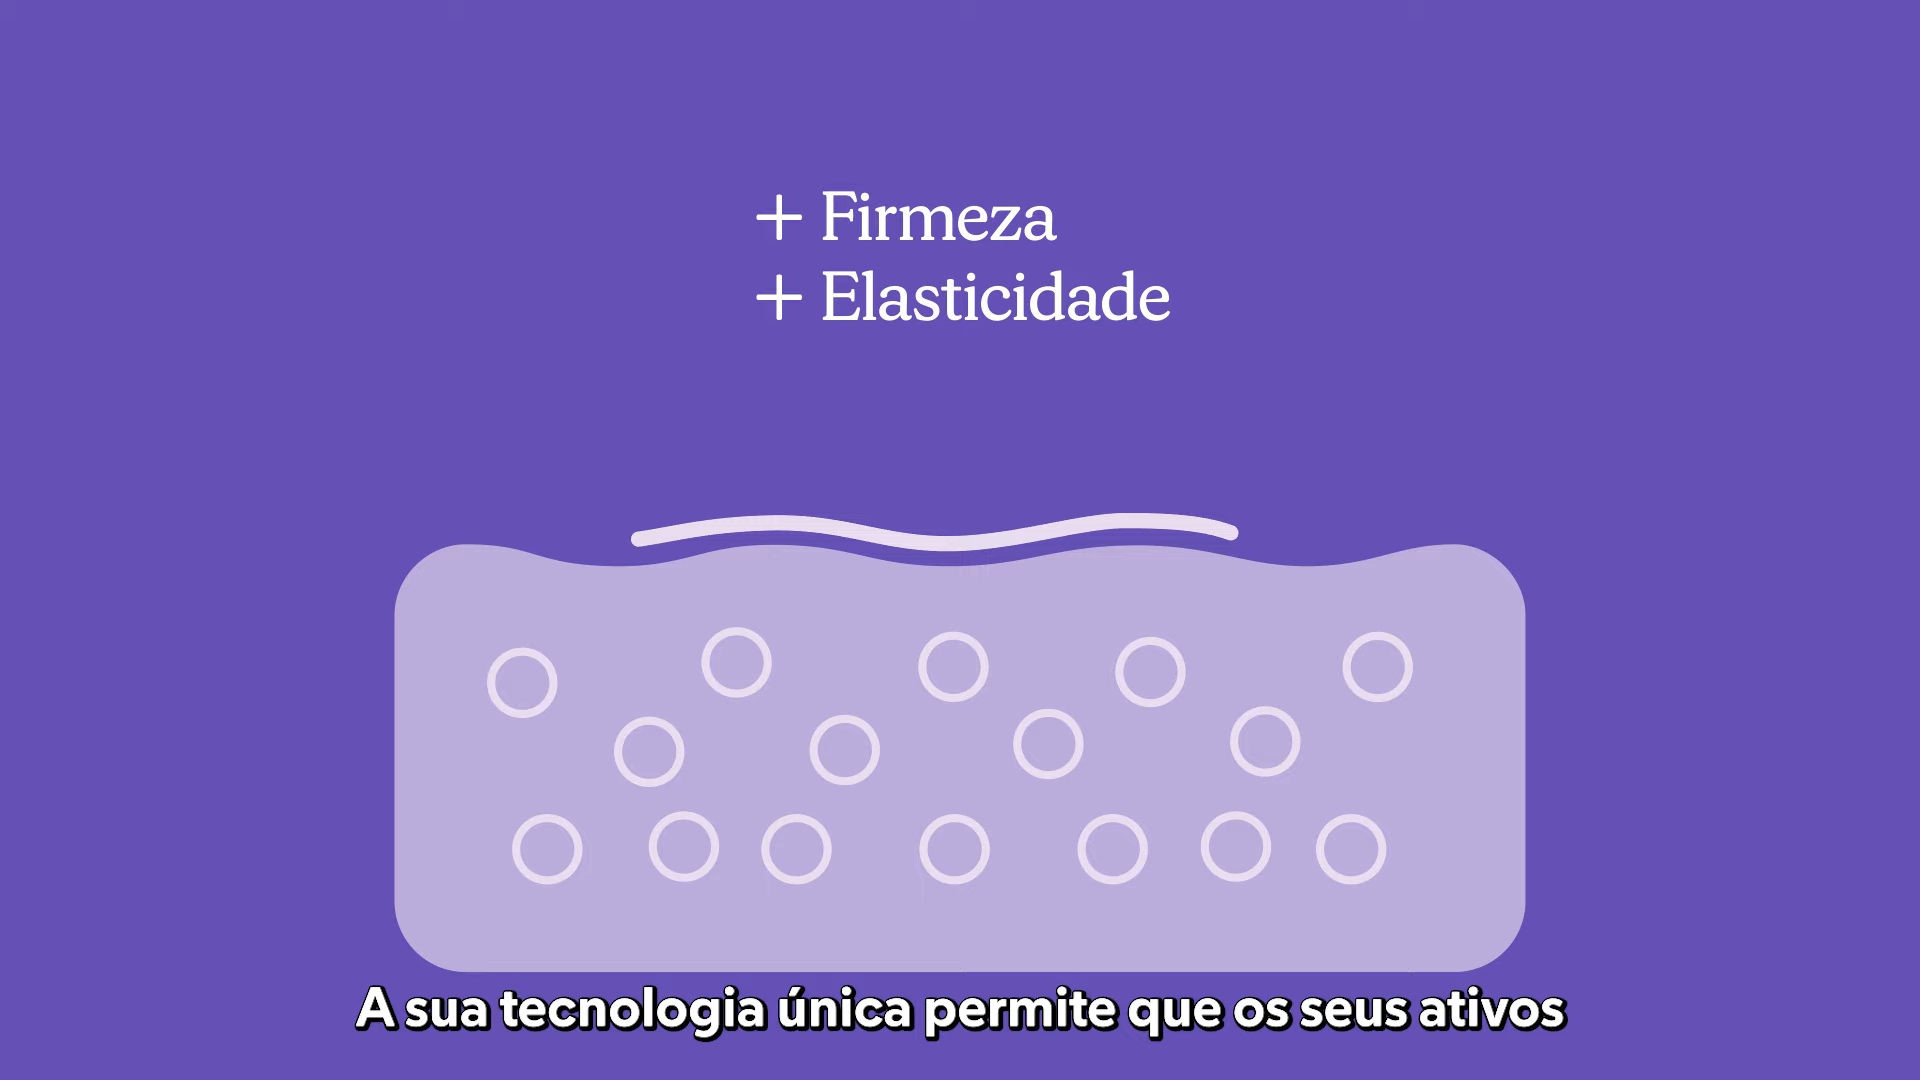 + Firmeza
+ Elasticidade
A sua tecnologia única permite que os seus ativos